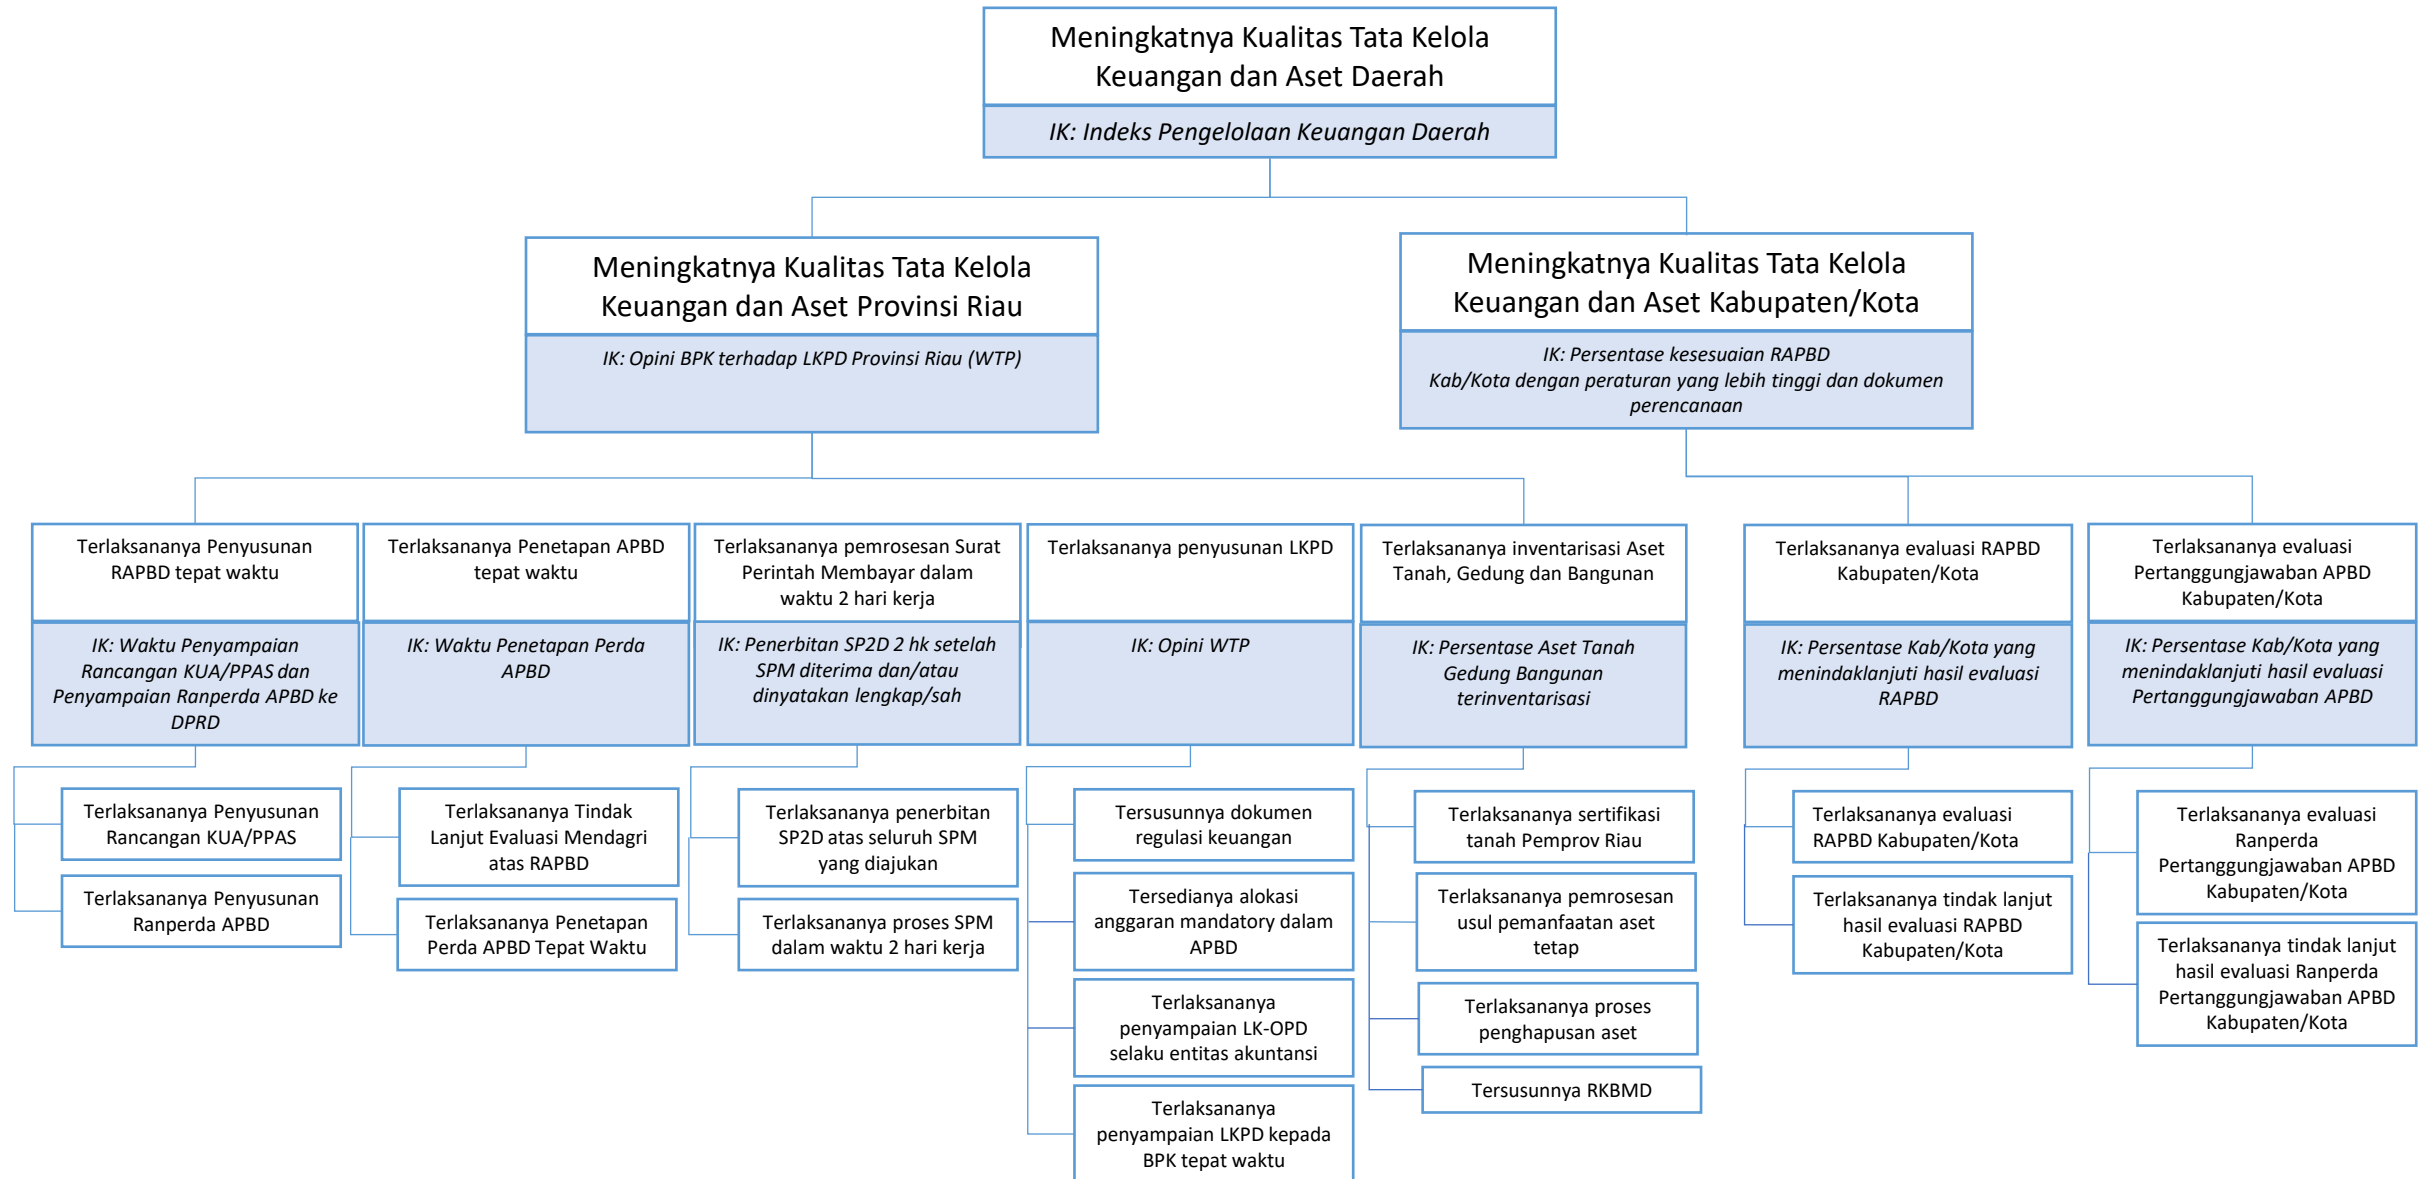 Meningkatnya Kualitas Tata Kelola
Keuangan dan Aset Daerah
IK: Indeks Pengelolaan Keuangan Daerah
Meningkatnya Kualitas Tata Kelola
Keuangan dan Aset Provinsi Riau
IK: Opini BPK terhadap LKPD Provinsi Riau (WTP)
Meningkatnya Kualitas Tata Kelola
Keuangan dan Aset Kabupaten/Kota
IK: Persentase kesesuaian RAPBD
Kab/Kota dengan peraturan yang lebih tinggi dan dokumen
perencanaan
Terlaksananya Penyusunan
RAPBD tepat waktu
IK: Waktu Penyampaian
Rancangan KUA/PPAS dan
Penyampaian Ranperda APBD ke
DPRD
Terlaksananya Penetapan APBD
tepat waktu
IK: Waktu Penetapan Perda
APBD
Terlaksananya pemrosesan Surat
Perintah Membayar dalam
waktu 2 hari kerja
IK: Penerbitan SP2D 2 hk setelah
SPM diterima dan/atau
dinyatakan lengkap/sah
Terlaksananya penyusunan LKPD
IK: Opini WTP
Terlaksananya inventarisasi Aset
Tanah, Gedung dan Bangunan
IK: Persentase Aset Tanah
Gedung Bangunan
terinventarisasi
Terlaksananya evaluasi RAPBD
Kabupaten/Kota
IK: Persentase Kab/Kota yang
menindaklanjuti hasil evaluasi
RAPBD
Terlaksananya evaluasi
Pertanggungjawaban APBD
Kabupaten/Kota
IK: Persentase Kab/Kota yang
menindaklanjuti hasil evaluasi
Pertanggungjawaban APBD
Terlaksananya Penyusunan
Rancangan KUA/PPAS
Terlaksananya Penyusunan
Ranperda APBD
Terlaksananya Tindak
Lanjut Evaluasi Mendagri
atas RAPBD
Terlaksananya Penetapan
Perda APBD Tepat Waktu
Terlaksananya penerbitan
SP2D atas seluruh SPM
yang diajukan
Terlaksananya proses SPM
dalam waktu 2 hari kerja
Tersusunnya dokumen
regulasi keuangan
Tersedianya alokasi
anggaran mandatory dalam
APBD
Terlaksananya
penyampaian LK-OPD
selaku entitas akuntansi
Terlaksananya
penyampaian LKPD kepada
BPK tepat waktu
Terlaksananya sertifikasi
tanah Pemprov Riau
Terlaksananya pemrosesan
usul pemanfaatan aset
tetap
Terlaksananya proses
penghapusan aset
Tersusunnya RKBMD
Terlaksananya evaluasi
RAPBD Kabupaten/Kota
Terlaksananya tindak lanjut
hasil evaluasi RAPBD
Kabupaten/Kota
Terlaksananya evaluasi
Ranperda
Pertanggungjawaban APBD
Kabupaten/Kota
Terlaksananya tindak lanjut
hasil evaluasi Ranperda
Pertanggungjawaban APBD
Kabupaten/Kota